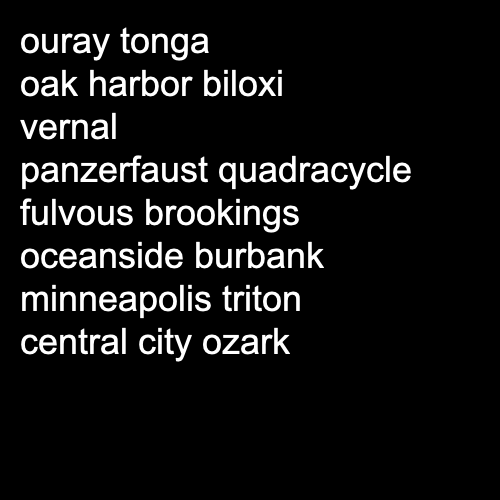 ouray tonga
oak harbor biloxi
vernal
panzerfaust quadracycle
fulvous brookings
oceanside burbank
minneapolis triton
central city ozark